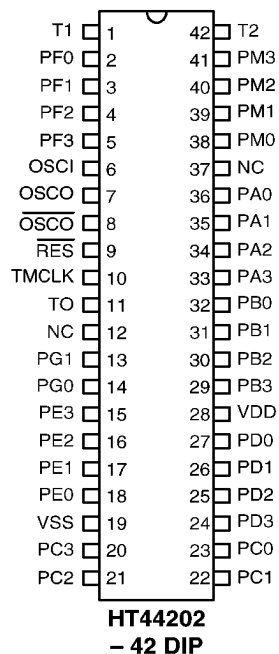 T1 1 42 T2
PF0 2 41 PM3
PF1 3 40 PM2
PF2 4 39 PM1
PF3 5 38 PM0
OSCI 6 37 NC
OSCO 7 36 PA0
O̅S̅C̅O̅ 8 35 PA1
R̅E̅S̅ 9 34 PA2
TMCLK 10 33 PA3
TO 11 32 PB0
NC 12 31 PB1
PG1 13 30 PB2
PG0 14 29 PB3
PE3 15 28 VDD
PE2 16 27 PD0
PE1 17 26 PD1
PE0 18 25 PD2
VSS 19 24 PD3
PC3 20 23 PC0
PC2 21 22 PC1
HT44202
– 42 DIP